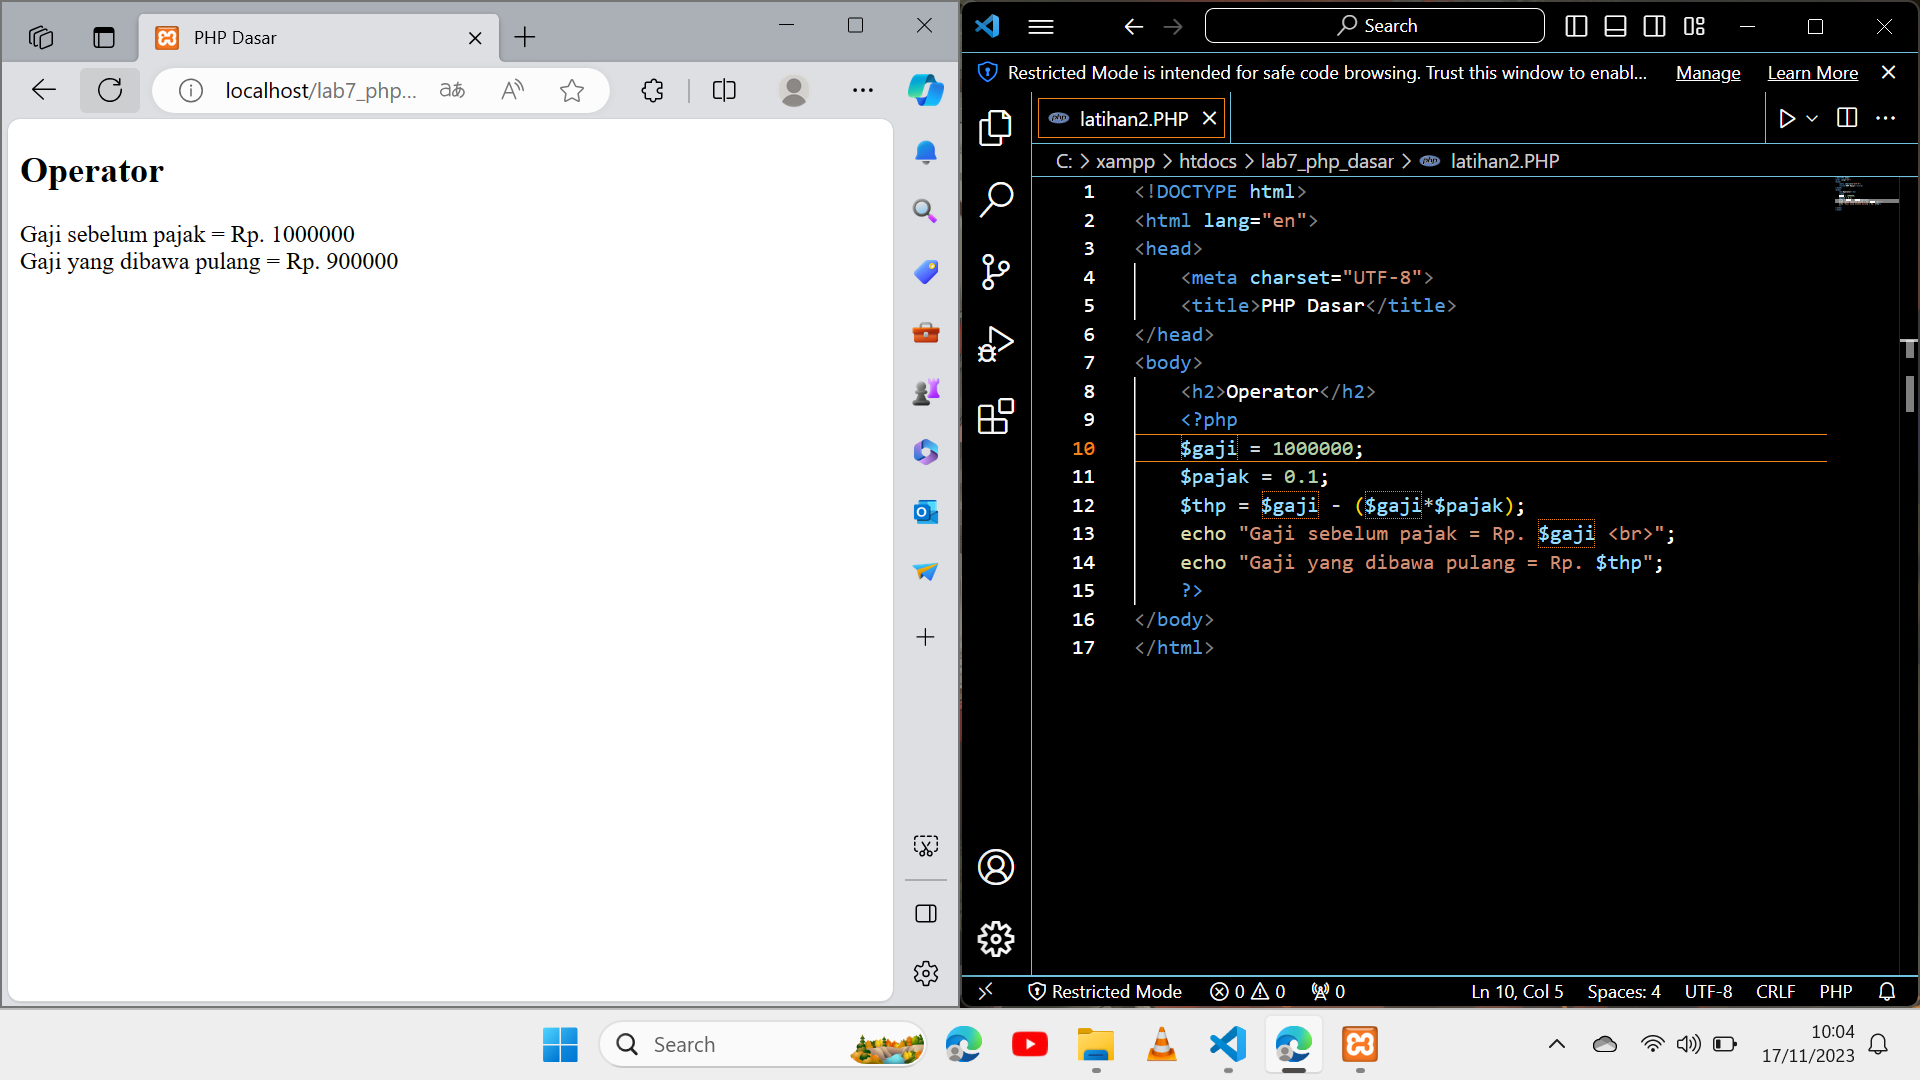 PHP Dasar
localhost/lab7_php...
Operator
Gaji sebelum pajak = Rp. 1000000
Gaji yang dibawa pulang = Rp. 900000
Search
Restricted Mode is intended for safe code browsing. Trust this window to enabl... Manage Learn More
latihan2.PHP
C: > xampp > htdocs > lab7_php_dasar > latihan2.PHP
1 <!DOCTYPE html>
2 <html lang="en">
3 <head>
4 <meta charset="UTF-8">
5 <title>PHP Dasar</title>
6 </head>
7 <body>
8 <h2>Operator</h2>
9 <?php
10 $gaji = 1000000;
11 $pajak = 0.1;
12 $thp = $gaji - ($gaji*$pajak);
13 echo "Gaji sebelum pajak = Rp. $gaji <br>";
14 echo "Gaji yang dibawa pulang = Rp. $thp";
15 ?>
16 </body>
17 </html>
Restricted Mode 0 0 0 Ln 10, Col 5 Spaces: 4 UTF-8 CRLF PHP
Search
10:04
17/11/2023